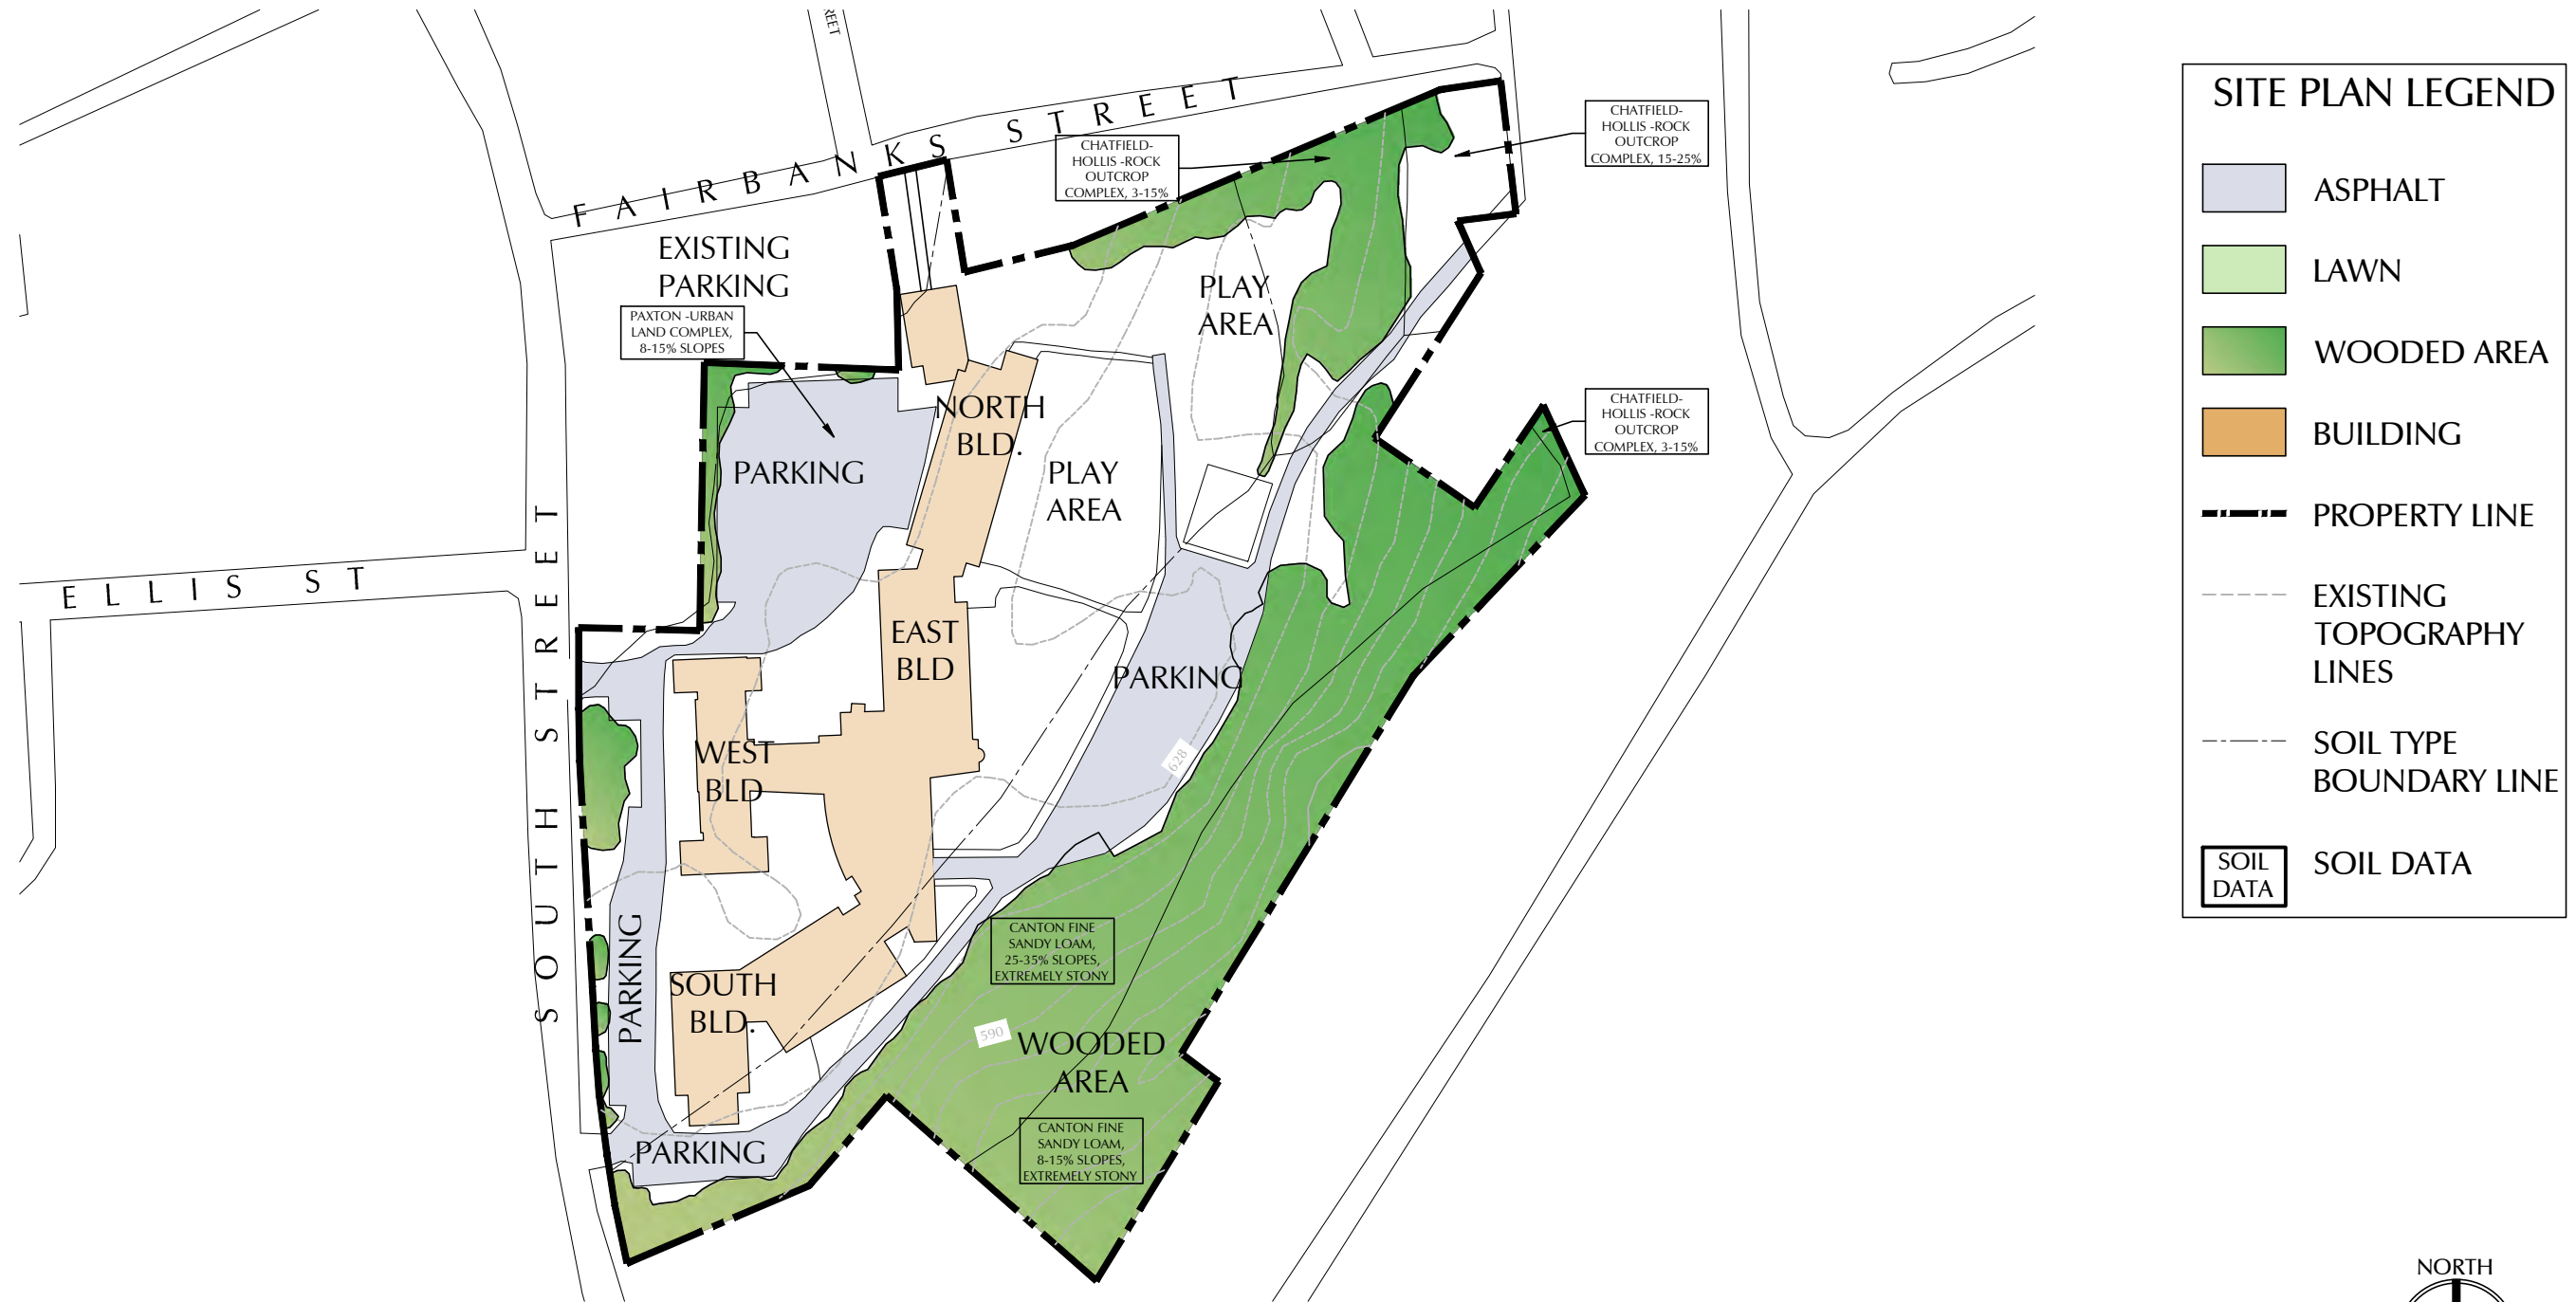 REET
FAIRBANKS STREET
EXISTING
PARKING
PAXTON -URBAN
LAND COMPLEX,
8-15% SLOPES
CHATFIELD-
HOLLIS -ROCK
OUTCROP
COMPLEX, 3-15%
CHATFIELD-
HOLLIS -ROCK
OUTCROP
COMPLEX, 15-25%
PLAY
AREA
NORTH
BLD.
PARKING
PLAY
AREA
CHATFIELD-
HOLLIS -ROCK
OUTCROP
COMPLEX, 3-15%
ELLIS ST
SOUTH STREET
EAST
BLD
PARKING
WEST
BLD
628
PARKING
SOUTH
BLD.
CANTON FINE
SANDY LOAM,
25-35% SLOPES,
EXTREMELY STONY
590
WOODED
AREA
CANTON FINE
SANDY LOAM,
8-15% SLOPES,
EXTREMELY STONY
PARKING
SITE PLAN LEGEND
ASPHALT
LAWN
WOODED AREA
BUILDING
PROPERTY LINE
EXISTING
TOPOGRAPHY
LINES
SOIL TYPE
BOUNDARY LINE
SOIL
DATA
SOIL DATA
NORTH